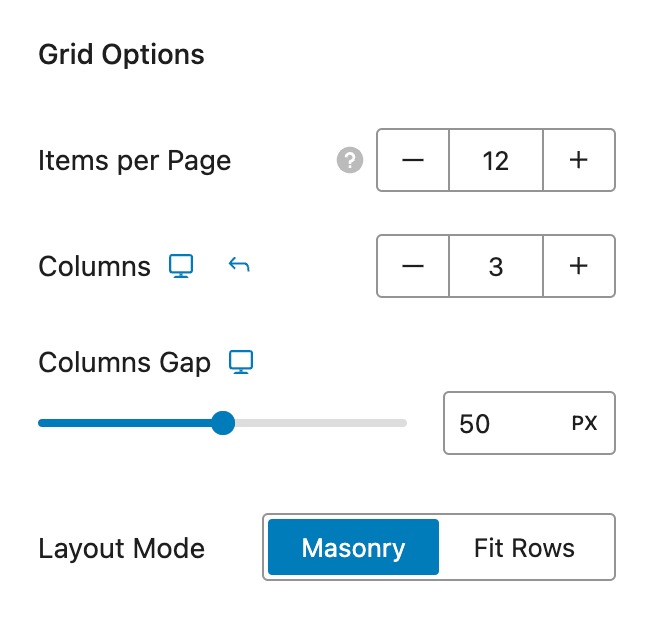 Grid Options
Items per Page ? — 12 +
Columns — 3 +
Columns Gap
50 PX
Layout Mode Masonry Fit Rows